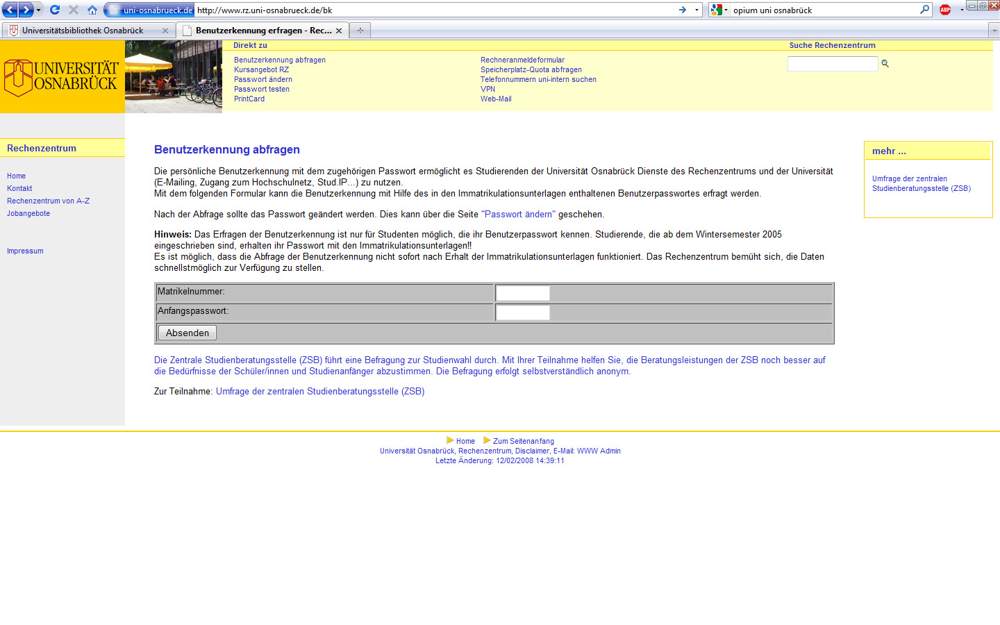 uni-osnabrueck.de http://www.rz.uni-osnabrueck.de/bk opium uni osnabrück ABP
Universitätsbibliothek Osnabrück Benutzerkennung erfragen - Rec...
UNIVERSITÄT
OSNABRÜCK
Direkt zu
Benutzerkennung abfragen
Kursangebot RZ
Passwort ändern
Passwort testen
PrintCard
Rechneranmeldeformular
Speicherplatz-Quota abfragen
Telefonnummern uni-intern suchen
VPN
Web-Mail
Suche Rechenzentrum
Rechenzentrum
Home
Kontakt
Rechenzentrum von A-Z
Jobangebote
Impressum
Benutzerkennung abfragen
Die persönliche Benutzerkennung mit dem zugehörigen Passwort ermöglicht es Studierenden der Universität Osnabrück Dienste des Rechenzentrums und der Universität
(E-Mailing, Zugang zum Hochschulnetz, Stud.IP...) zu nutzen.
Mit dem folgenden Formular kann die Benutzerkennung mit Hilfe des in den Immatrikulationsunterlagen enthaltenen Benutzerpasswortes erfragt werden.
Nach der Abfrage sollte das Passwort geändert werden. Dies kann über die Seite "Passwort ändern" geschehen.
Hinweis: Das Erfragen der Benutzerkennung ist nur für Studenten möglich, die ihr Benutzerpasswort kennen. Studierende, die ab dem Wintersemester 2005
eingeschrieben sind, erhalten ihr Passwort mit den Immatrikulationsunterlagen!!
Es ist möglich, dass die Abfrage der Benutzerkennung nicht sofort nach Erhalt der Immatrikulationsunterlagen funktioniert. Das Rechenzentrum bemüht sich, die Daten
schnellstmöglich zur Verfügung zu stellen.
Matrikelnummer:
Anfangspasswort:
Absenden
Die Zentrale Studienberatungsstelle (ZSB) führt eine Befragung zur Studienwahl durch. Mit Ihrer Teilnahme helfen Sie, die Beratungsleistungen der ZSB noch besser auf
die Bedürfnisse der Schüler/innen und Studienanfänger abzustimmen. Die Befragung erfolgt selbstverständlich anonym.
Zur Teilnahme: Umfrage der zentralen Studienberatungsstelle (ZSB)
mehr ...
Umfrage der zentralen
Studienberatungsstelle (ZSB)
Home Zum Seitenanfang
Universität Osnabrück, Rechenzentrum, Disclaimer, E-Mail: WWW Admin
Letzte Änderung: 12/02/2008 14:39:11